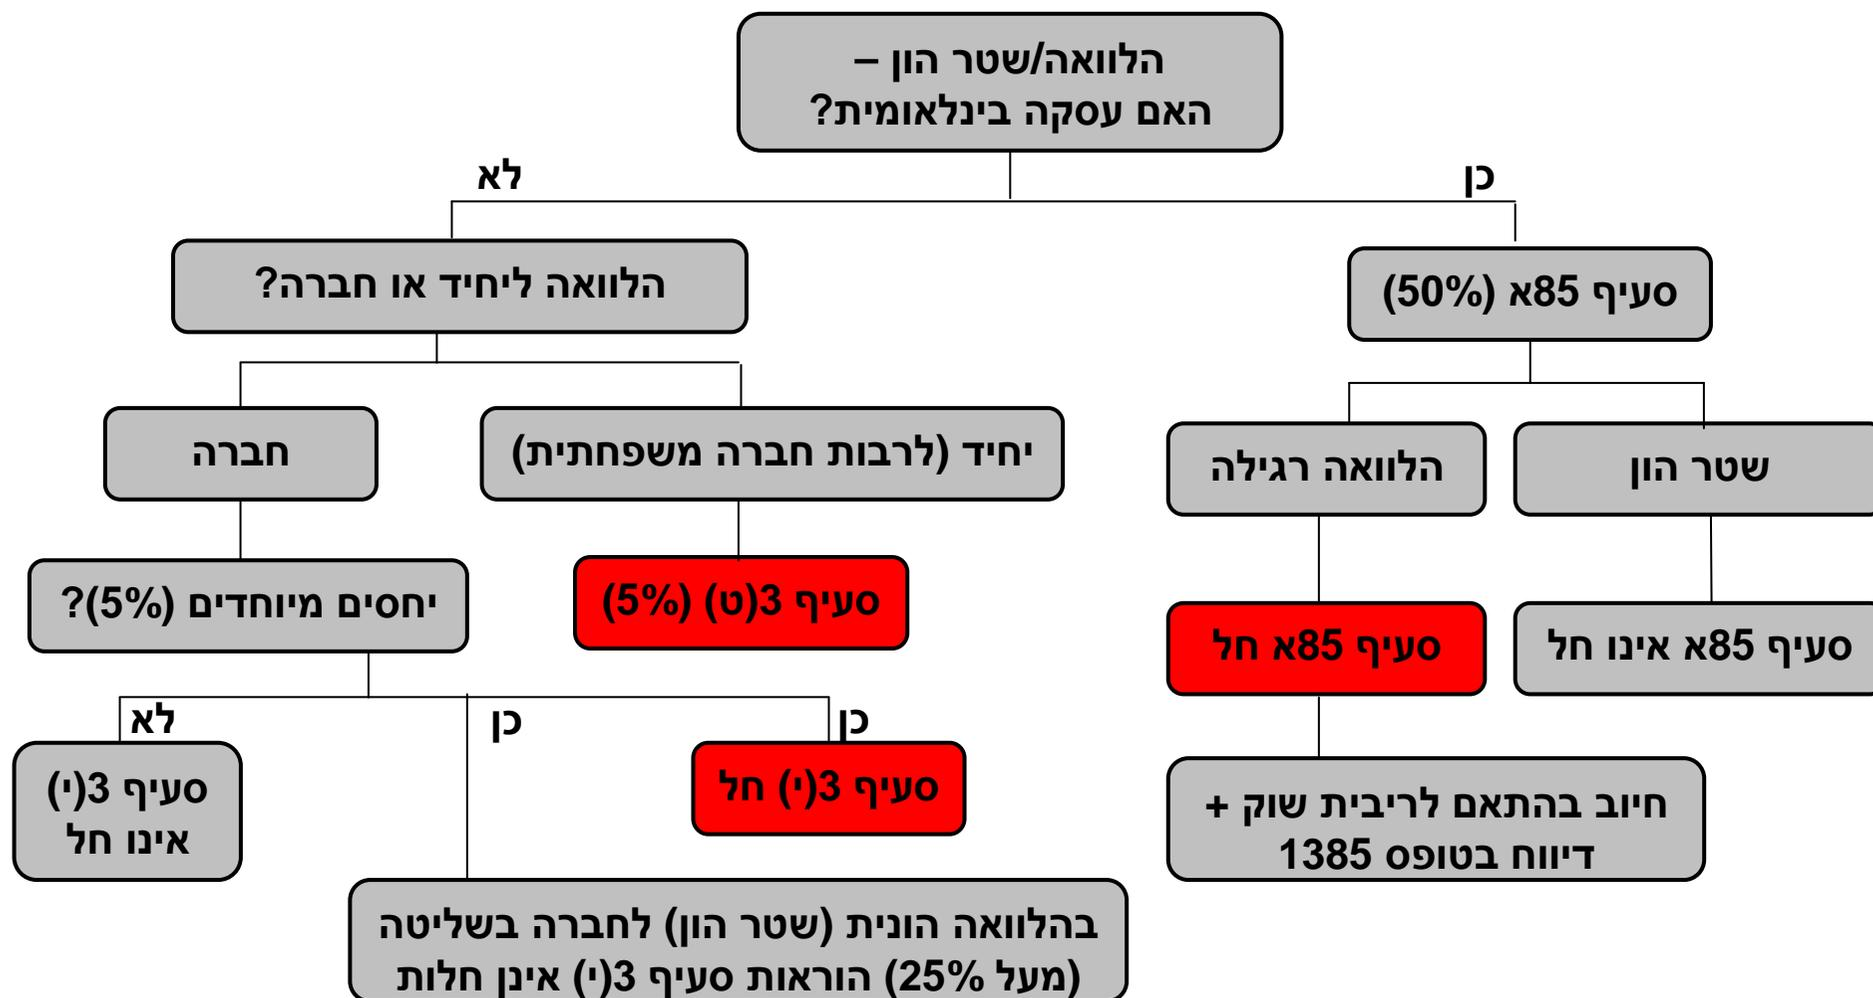 הלוואה/שטר הון –
האם עסקה בינלאומית?
כן
לא
סעיף 85א (50%)
הלוואה ליחיד או חברה?
שטר הון
הלוואה רגילה
יחיד (לרבות חברה משפחתית)
חברה
סעיף 85א אינו חל
סעיף 85א חל
סעיף 3(ט) (5%)
יחסים מיוחדים (5%)?
כן
כן
לא
חיוב בהתאם לריבית שוק +
דיווח בטופס 1385
סעיף 3(י) חל
סעיף 3(י)
אינו חל
בהלוואה הונית (שטר הון) לחברה בשליטה
(מעל 25%) הוראות סעיף 3(י) אינן חלות